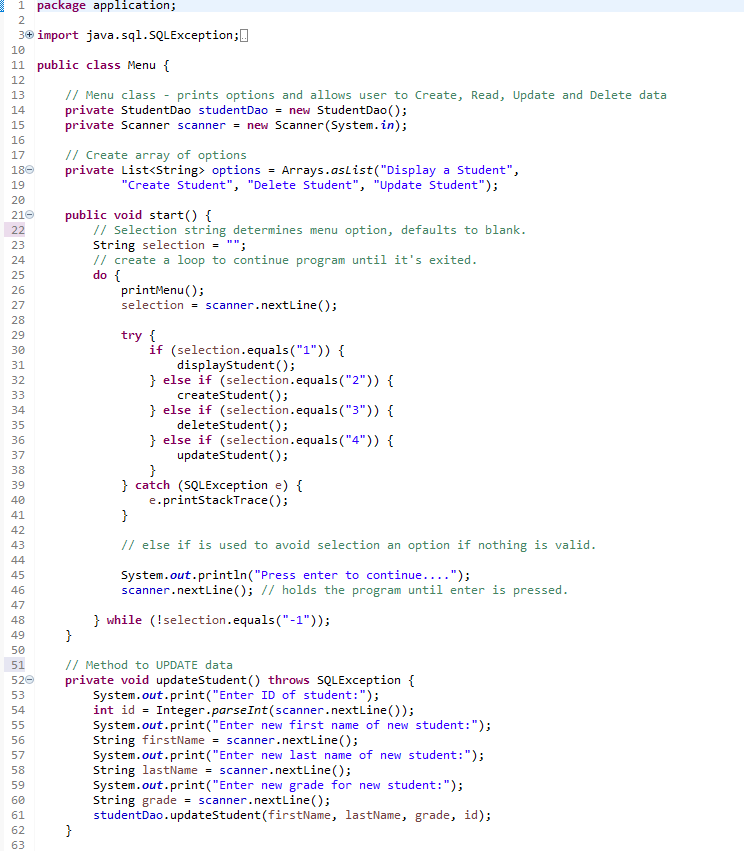 1 package application;
2
3 import java.sql.SQLException;
10
11 public class Menu {
12
13     // Menu class - prints options and allows user to Create, Read, Update and Delete data
14     private StudentDao studentDao = new StudentDao();
15     private Scanner scanner = new Scanner(System.in);
16
17     // Create array of options
18     private List<String> options = Arrays.asList("Display a Student",
19             "Create Student", "Delete Student", "Update Student");
20
21     public void start() {
22         // Selection string determines menu option, defaults to blank.
23         String selection = "";
24         // create a loop to continue program until it's exited.
25         do {
26             printMenu();
27             selection = scanner.nextLine();
28
29             try {
30                 if (selection.equals("1")) {
31                     displayStudent();
32                 } else if (selection.equals("2")) {
33                     createStudent();
34                 } else if (selection.equals("3")) {
35                     deleteStudent();
36                 } else if (selection.equals("4")) {
37                     updateStudent();
38                 }
39             } catch (SQLException e) {
40                 e.printStackTrace();
41             }
42
43             // else if is used to avoid selection an option if nothing is valid.
44
45             System.out.println("Press enter to continue....");
46             scanner.nextLine(); // holds the program until enter is pressed.
47
48         } while (!selection.equals("-1"));
49     }
50
51     // Method to UPDATE data
52     private void updateStudent() throws SQLException {
53         System.out.print("Enter ID of student:");
54         int id = Integer.parseInt(scanner.nextLine());
55         System.out.print("Enter new first name of new student:");
56         String firstName = scanner.nextLine();
57         System.out.print("Enter new last name of new student:");
58         String lastName = scanner.nextLine();
59         System.out.print("Enter new grade for new student:");
60         String grade = scanner.nextLine();
61         studentDao.updateStudent(firstName, lastName, grade, id);
62     }
63